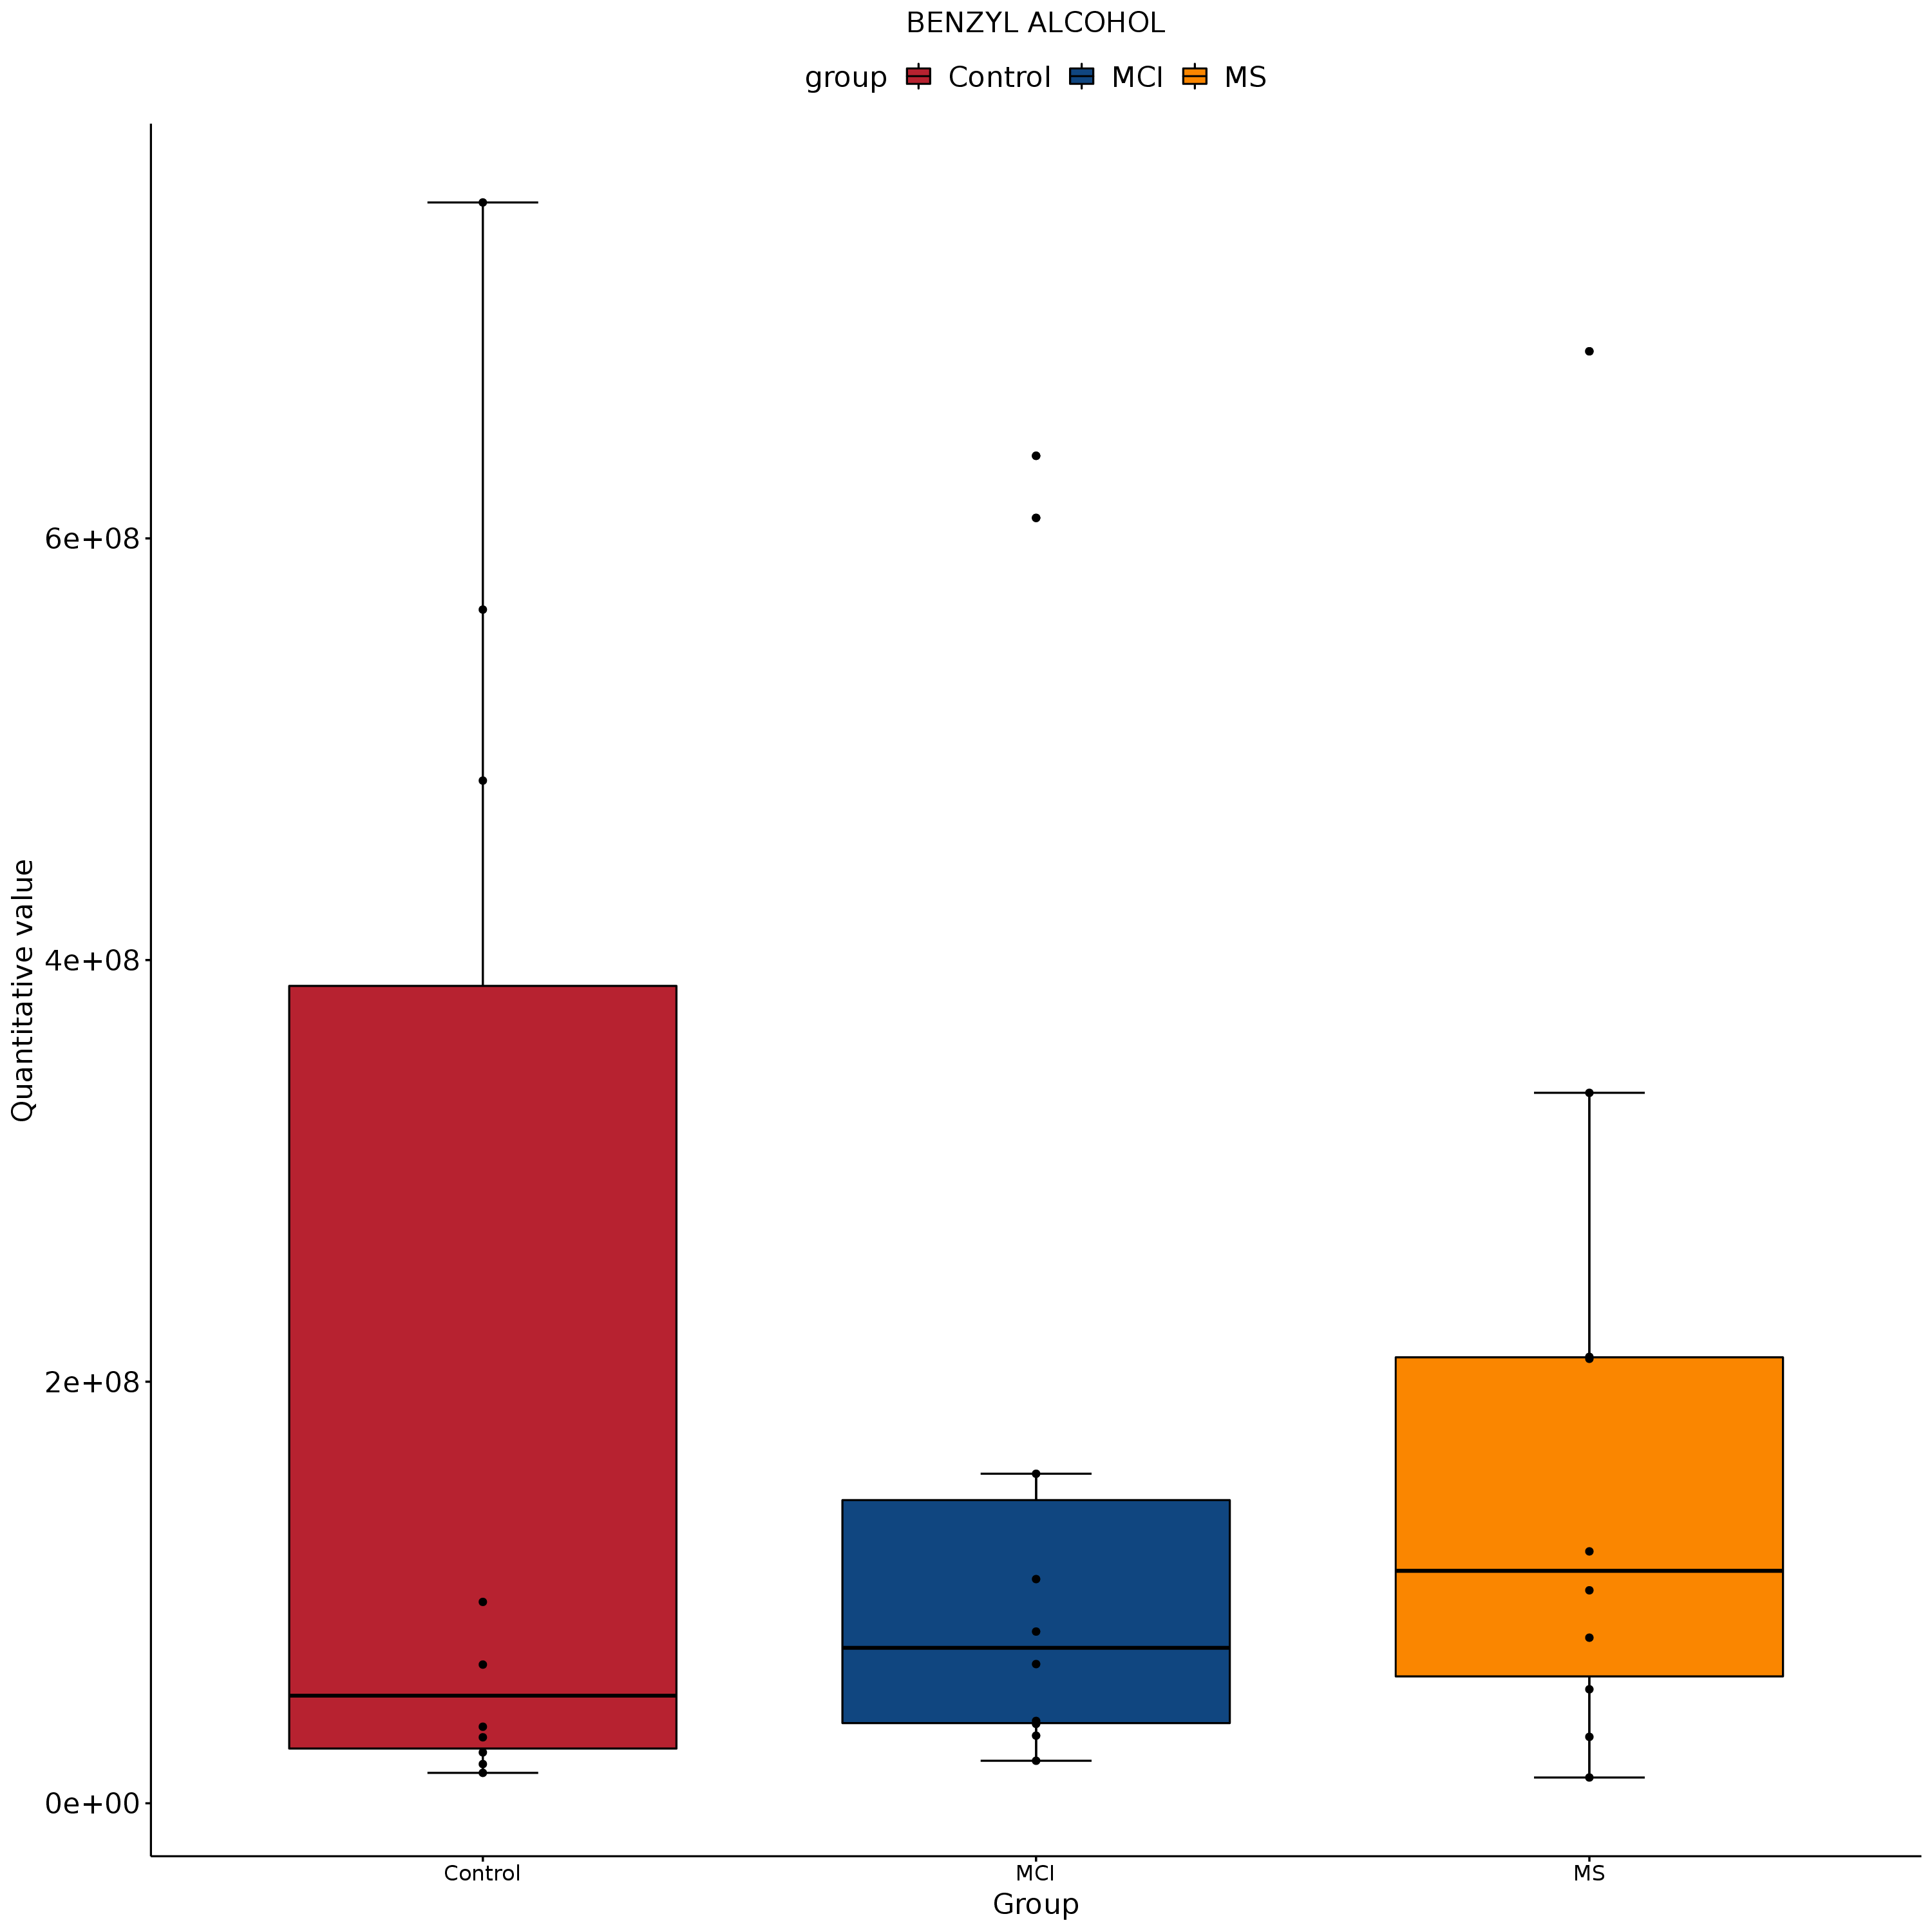 BENZYL ALCOHOL
group Control MCI MS
Quantitative value
6e+08
4e+08
2e+08
0e+00
Control MCI MS
Group